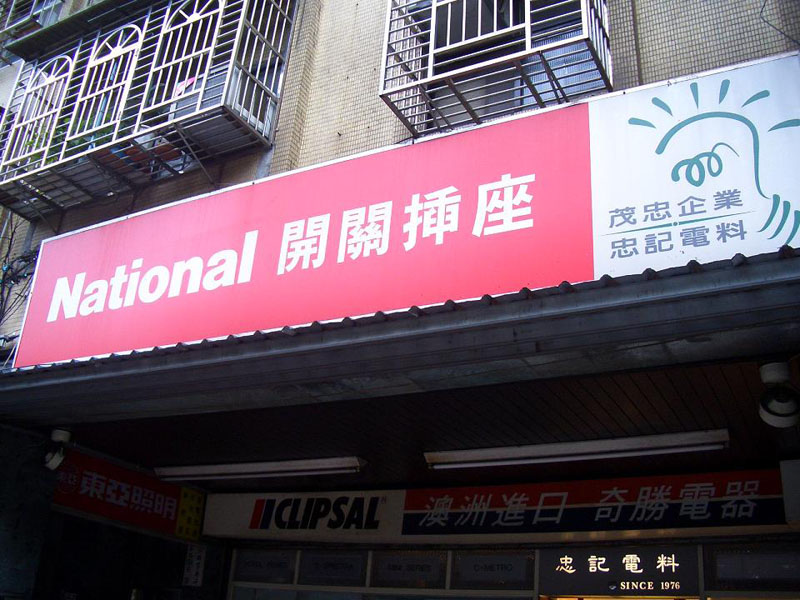 National 開關挿座
茂忠企業
忠記電料
東亞照明
CLIPSAL 澳洲進口 奇勝電器
忠記電料
SINCE 1976